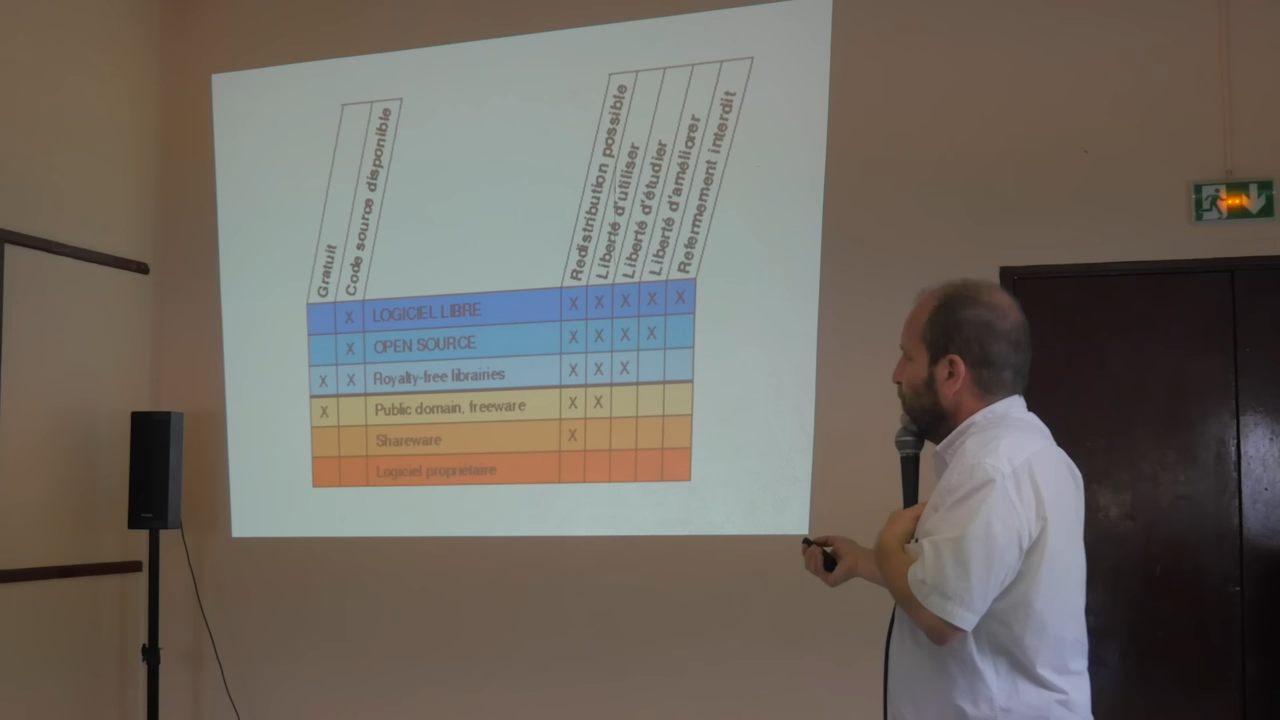 Gratuit
Code source disponible
Redistribution possible
Liberté d'utiliser
Liberté d'étudier
Liberté d'améliorer
Refermement interdit
X LOGICIEL LIBRE X X X X X
X OPEN SOURCE X X X X
X X Royalty-free librairies X X X
X Public domain, freeware X X
Shareware X
Logiciel propriétaire